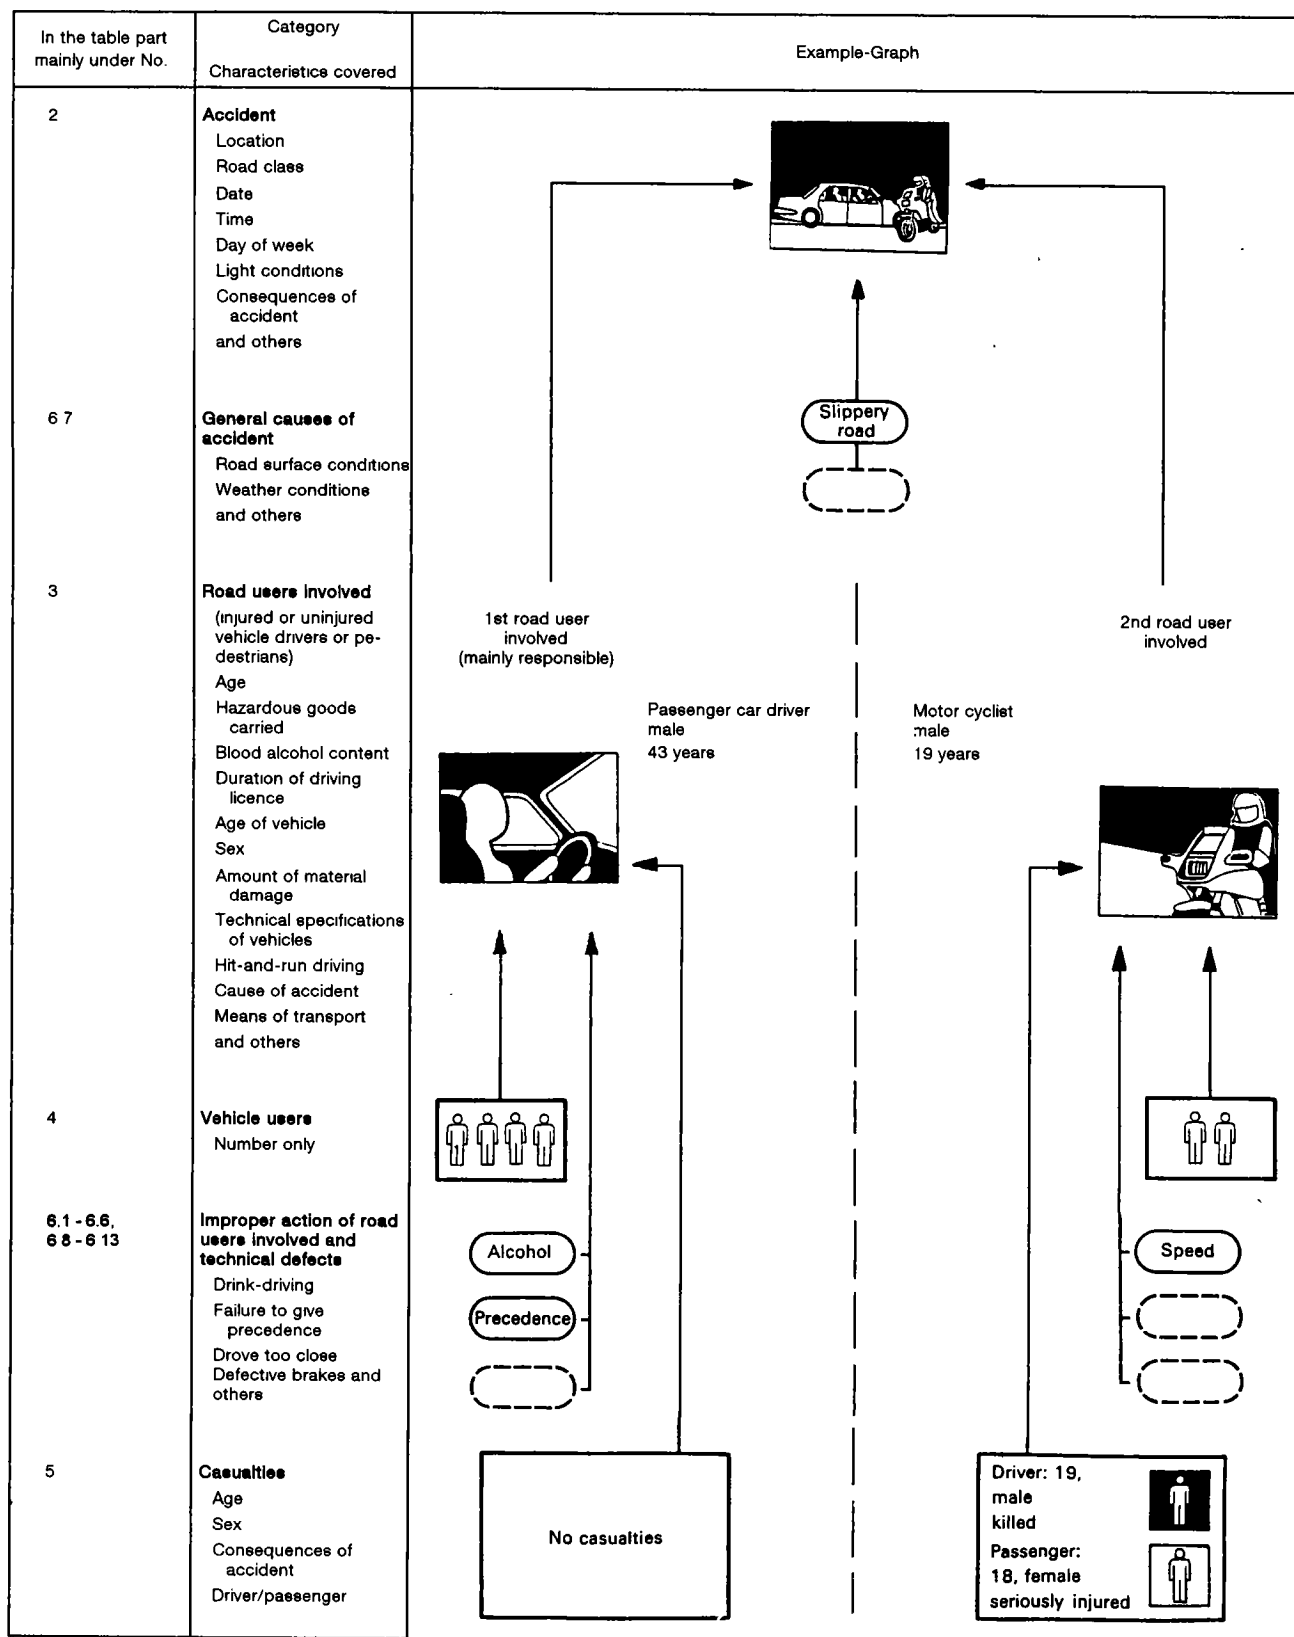 In the table part
mainly under No.
Category
Characteristics covered
Example-Graph
2
Accident
Location
Road class
Date
Time
Day of week
Light conditions
Consequences of
accident
and others
6 7
General causes of
accident
Road surface conditions
Weather conditions
and others
Slippery
road
3
Road users involved
(injured or uninjured
vehicle drivers or pe-
destrians)
Age
Hazardous goods
carried
Blood alcohol content
Duration of driving
licence
Age of vehicle
Sex
Amount of material
damage
Technical specifications
of vehicles
Hit-and-run driving
Cause of accident
Means of transport
and others
1st road user
involved
(mainly responsible)
Passenger car driver
male
43 years
2nd road user
involved
Motor cyclist
male
19 years
4
Vehicle users
Number only
6.1 - 6.6,
6 8 - 6 13
Improper action of road
users involved and
technical defects
Drink-driving
Failure to give
precedence
Drove too close
Defective brakes and
others
Alcohol
Precedence
Speed
5
Casualties
Age
Sex
Consequences of
accident
Driver/passenger
No casualties
Driver: 19,
male
killed
Passenger:
18, female
seriously injured